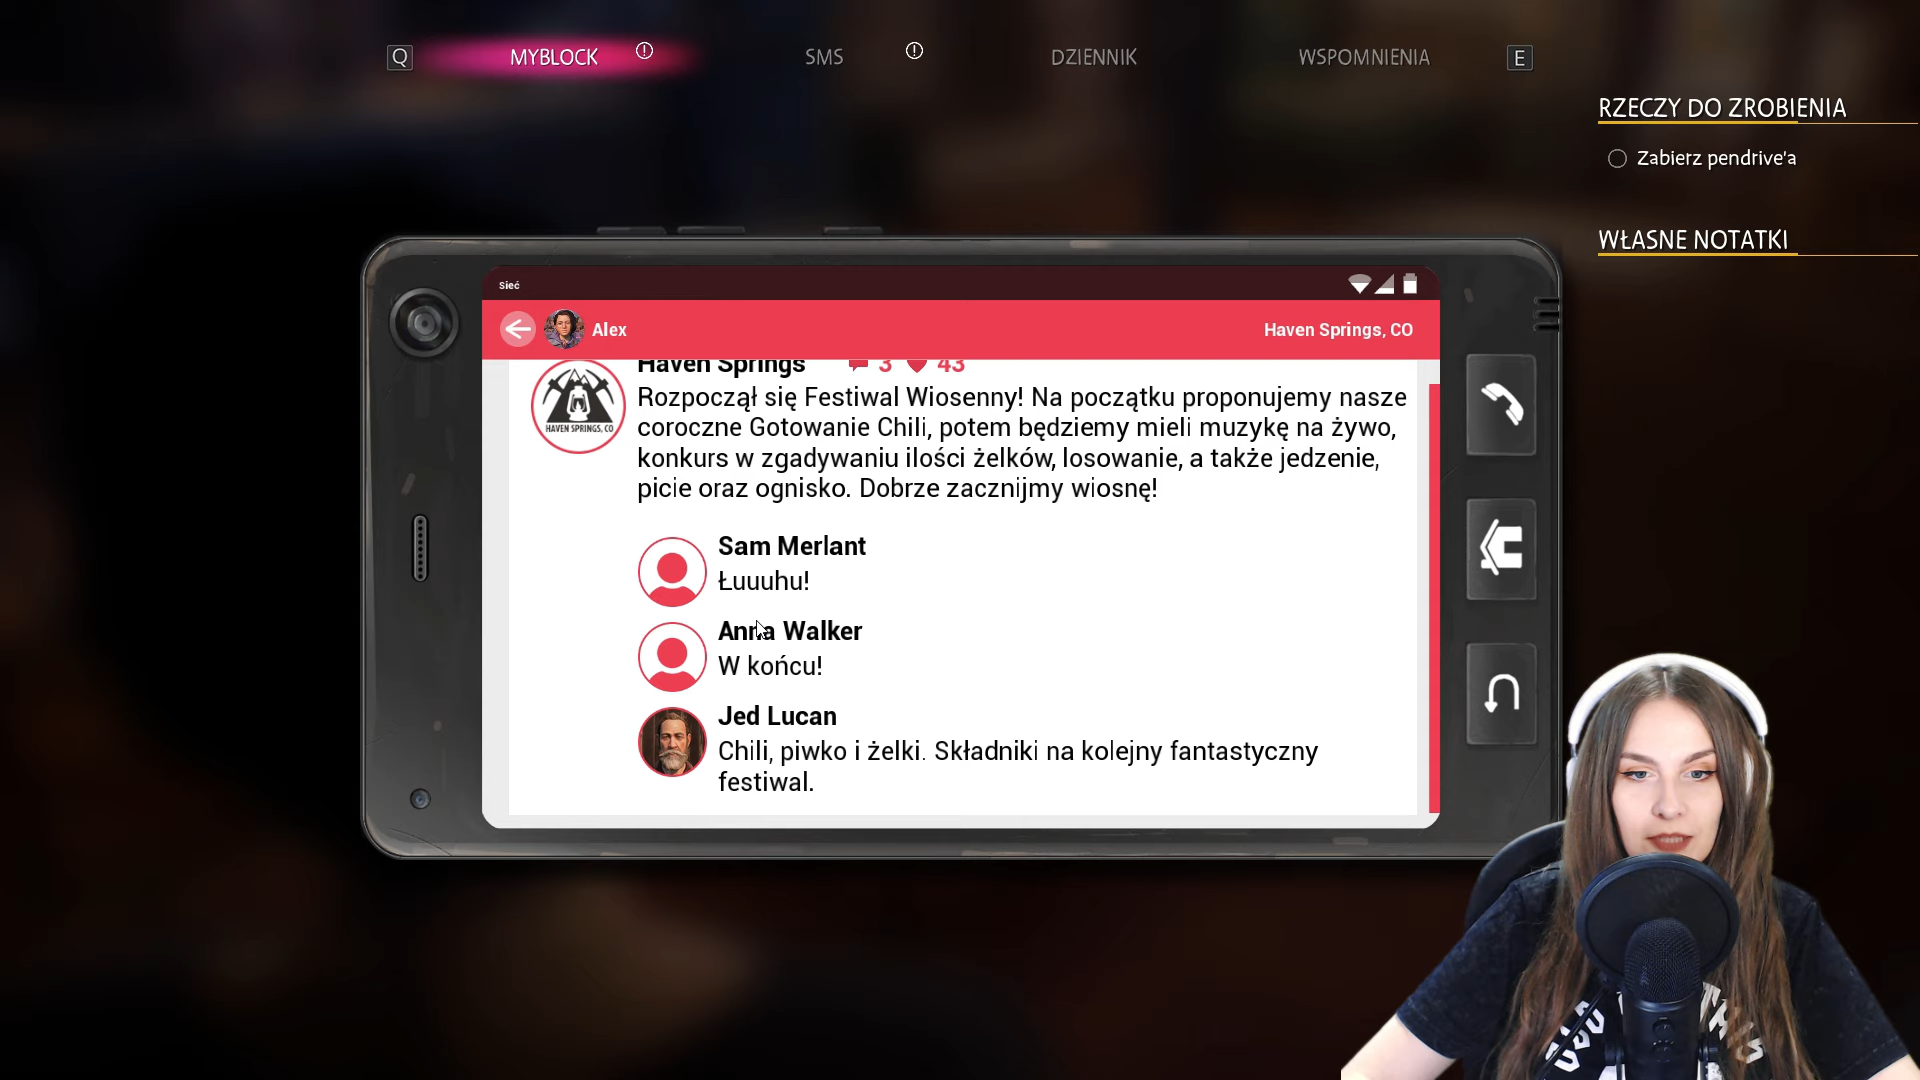 Q MYBLOCK ! SMS ! DZIENNIK WSPOMNIENIA E
RZECZY DO ZROBIENIA
Zabierz pendrive'a
WŁASNE NOTATKI
Sieć
Alex Haven Springs, CO
Haven Springs 3 43
HAVEN SPRINGS, CO
Rozpoczął się Festiwal Wiosenny! Na początku proponujemy nasze
coroczne Gotowanie Chili, potem będziemy mieli muzykę na żywo,
konkurs w zgadywaniu ilości żelków, losowanie, a także jedzenie,
picie oraz ognisko. Dobrze zacznijmy wiosnę!
Sam Merlant
Łuuuhu!
Anna Walker
W końcu!
Jed Lucan
Chili, piwko i żelki. Składniki na kolejny fantastyczny
festiwal.